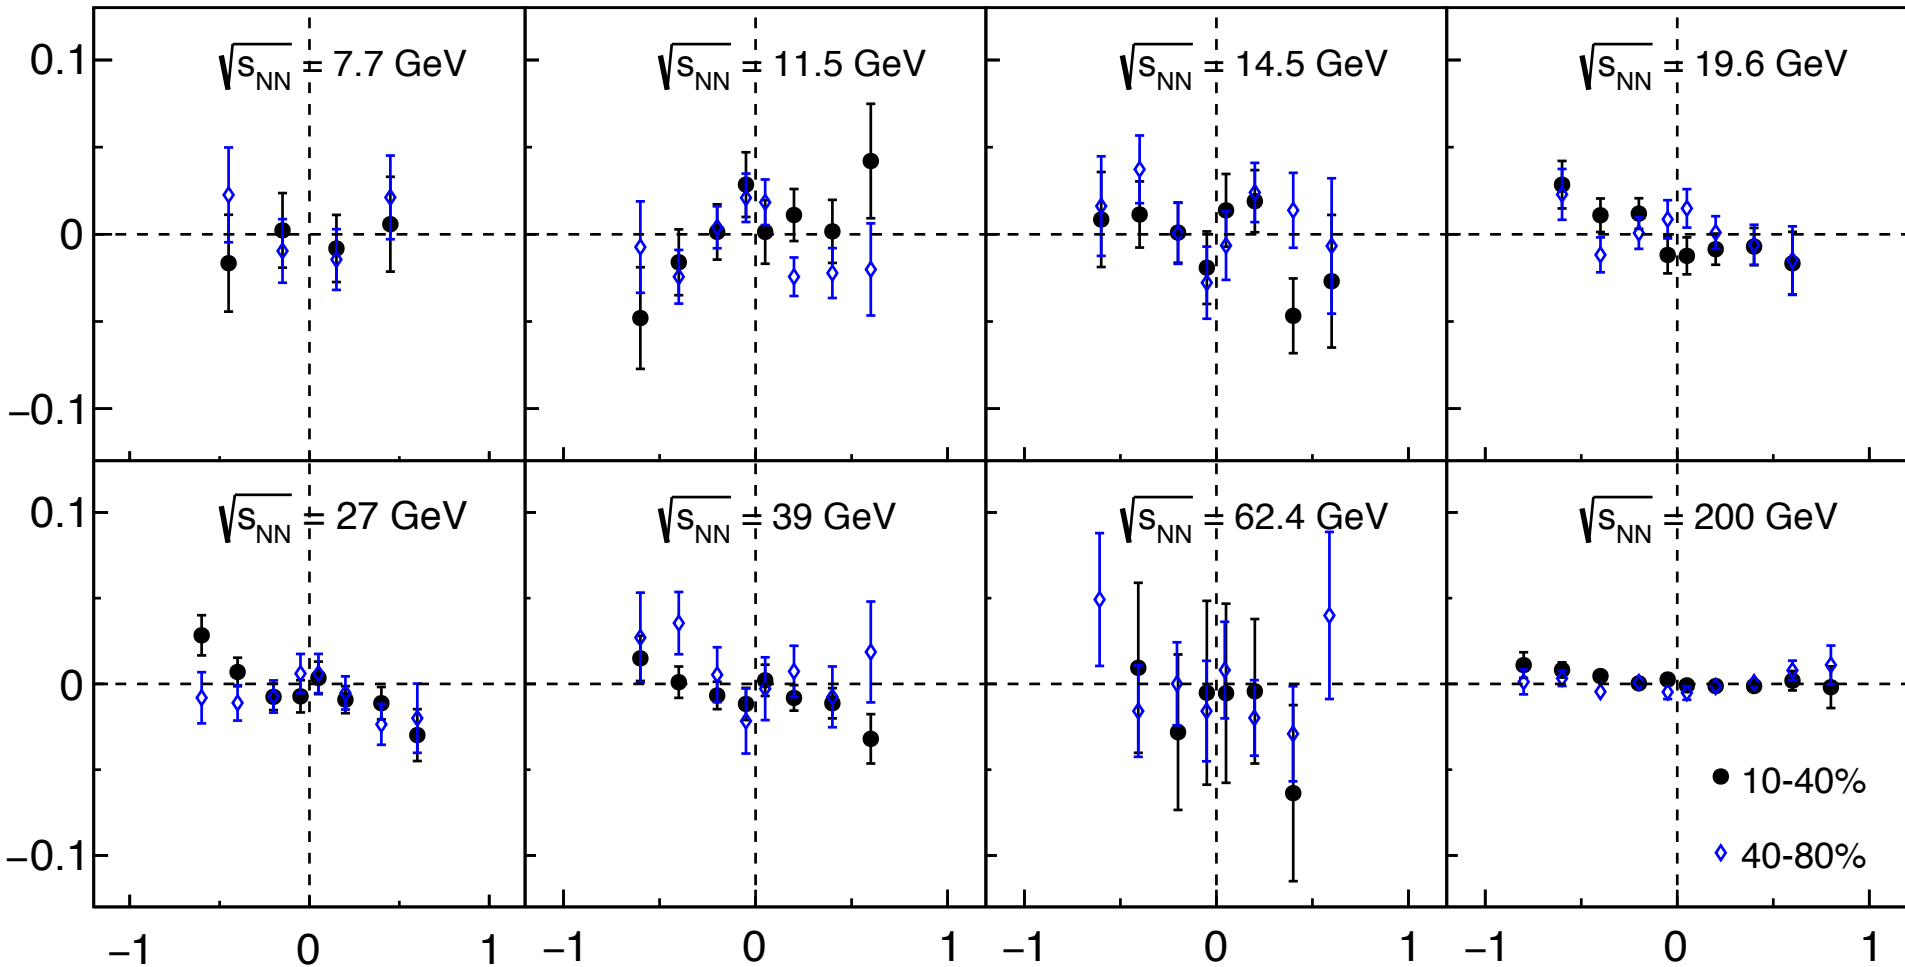 0.1
0
−0.1
√sNN = 7.7 GeV
√sNN = 11.5 GeV
√sNN = 14.5 GeV
√sNN = 19.6 GeV
0.1
0
−0.1
√sNN = 27 GeV
√sNN = 39 GeV
√sNN = 62.4 GeV
√sNN = 200 GeV
10-40%
40-80%
−1 0 1
−1 0 1
−1 0 1
−1 0 1